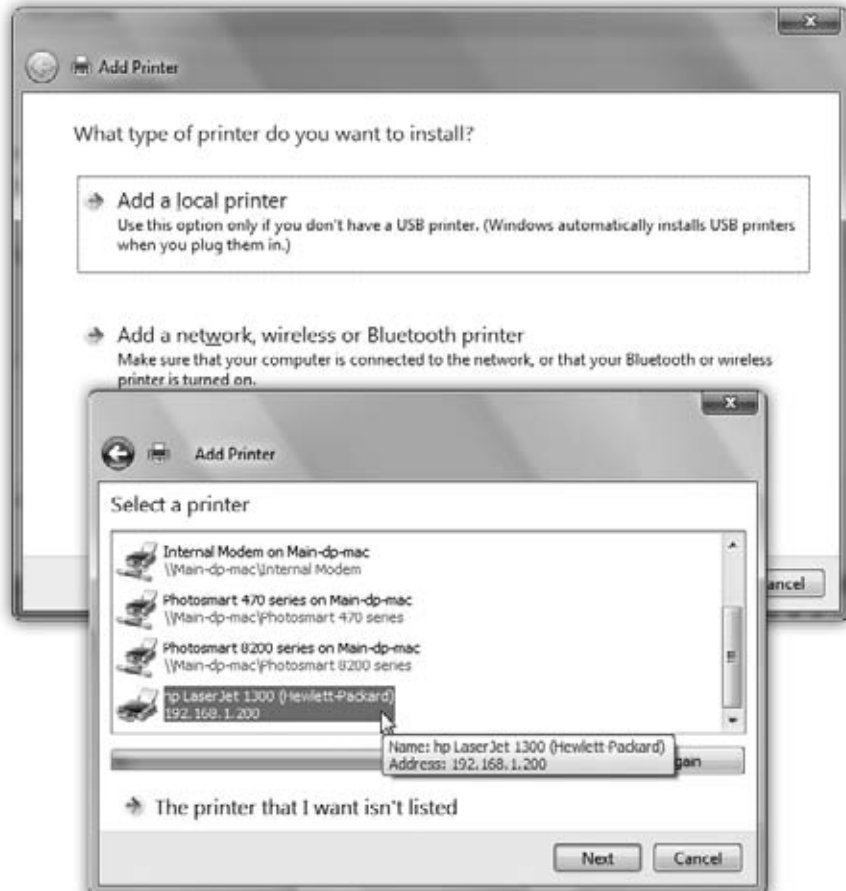 Add Printer
What type of printer do you want to install?
Add a local printer
Use this option only if you don't have a USB printer. (Windows automatically installs USB printers
when you plug them in.)
Add a network, wireless or Bluetooth printer
Make sure that your computer is connected to the network, or that your Bluetooth or wireless
printer is turned on.
ancel
Add Printer
Select a printer
Internal Modem on Main-dp-mac
\\Main-dp-mac\Internal Modem
Photosmart 470 series on Main-dp-mac
\\Main-dp-mac\Photosmart 470 series
Photosmart 8200 series on Main-dp-mac
\\Main-dp-mac\Photosmart 8200 series
hp LaserJet 1300 (Hewlett-Packard)
192.168.1.200
Name: hp LaserJet 1300 (Hewlett-Packard)
Address: 192.168.1.200
gain
The printer that I want isn't listed
Next Cancel